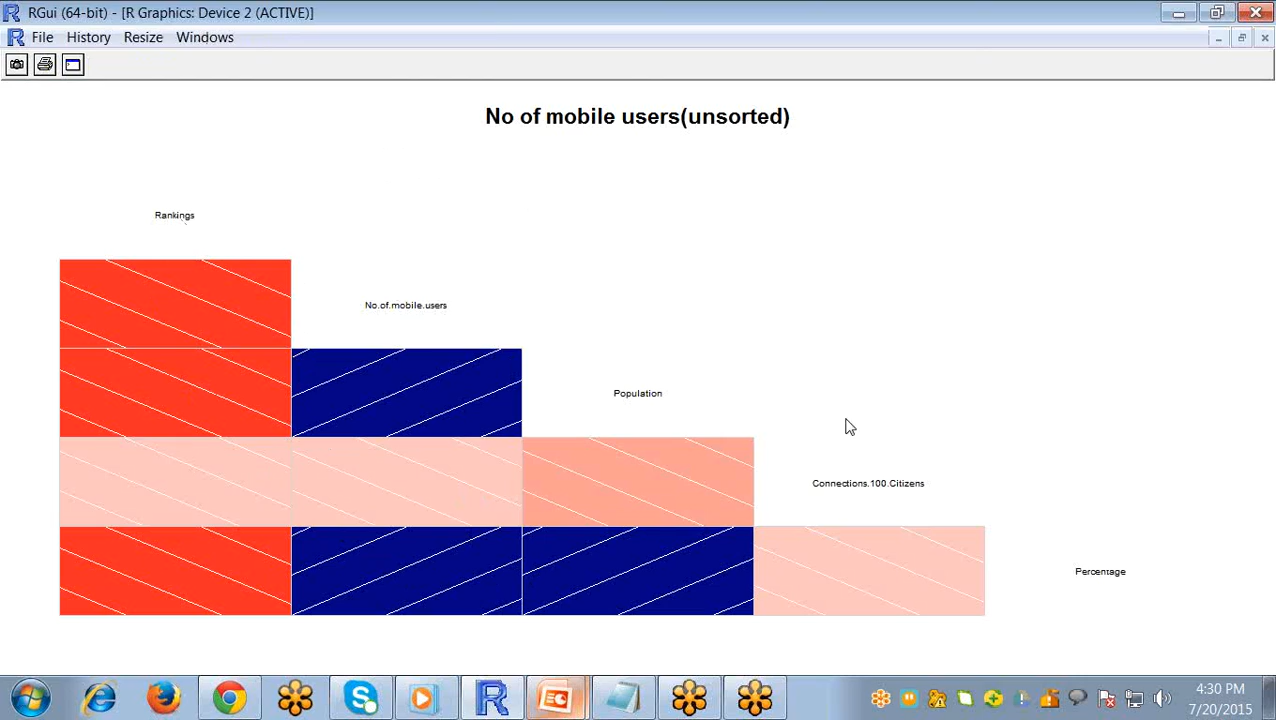 RGui (64-bit) - [R Graphics: Device 2 (ACTIVE)]
File History Resize Windows
No of mobile users(unsorted)
Rankings
No.of.mobile.users
Population
Connections.100.Citizens
Percentage
4:30 PM
7/20/2015